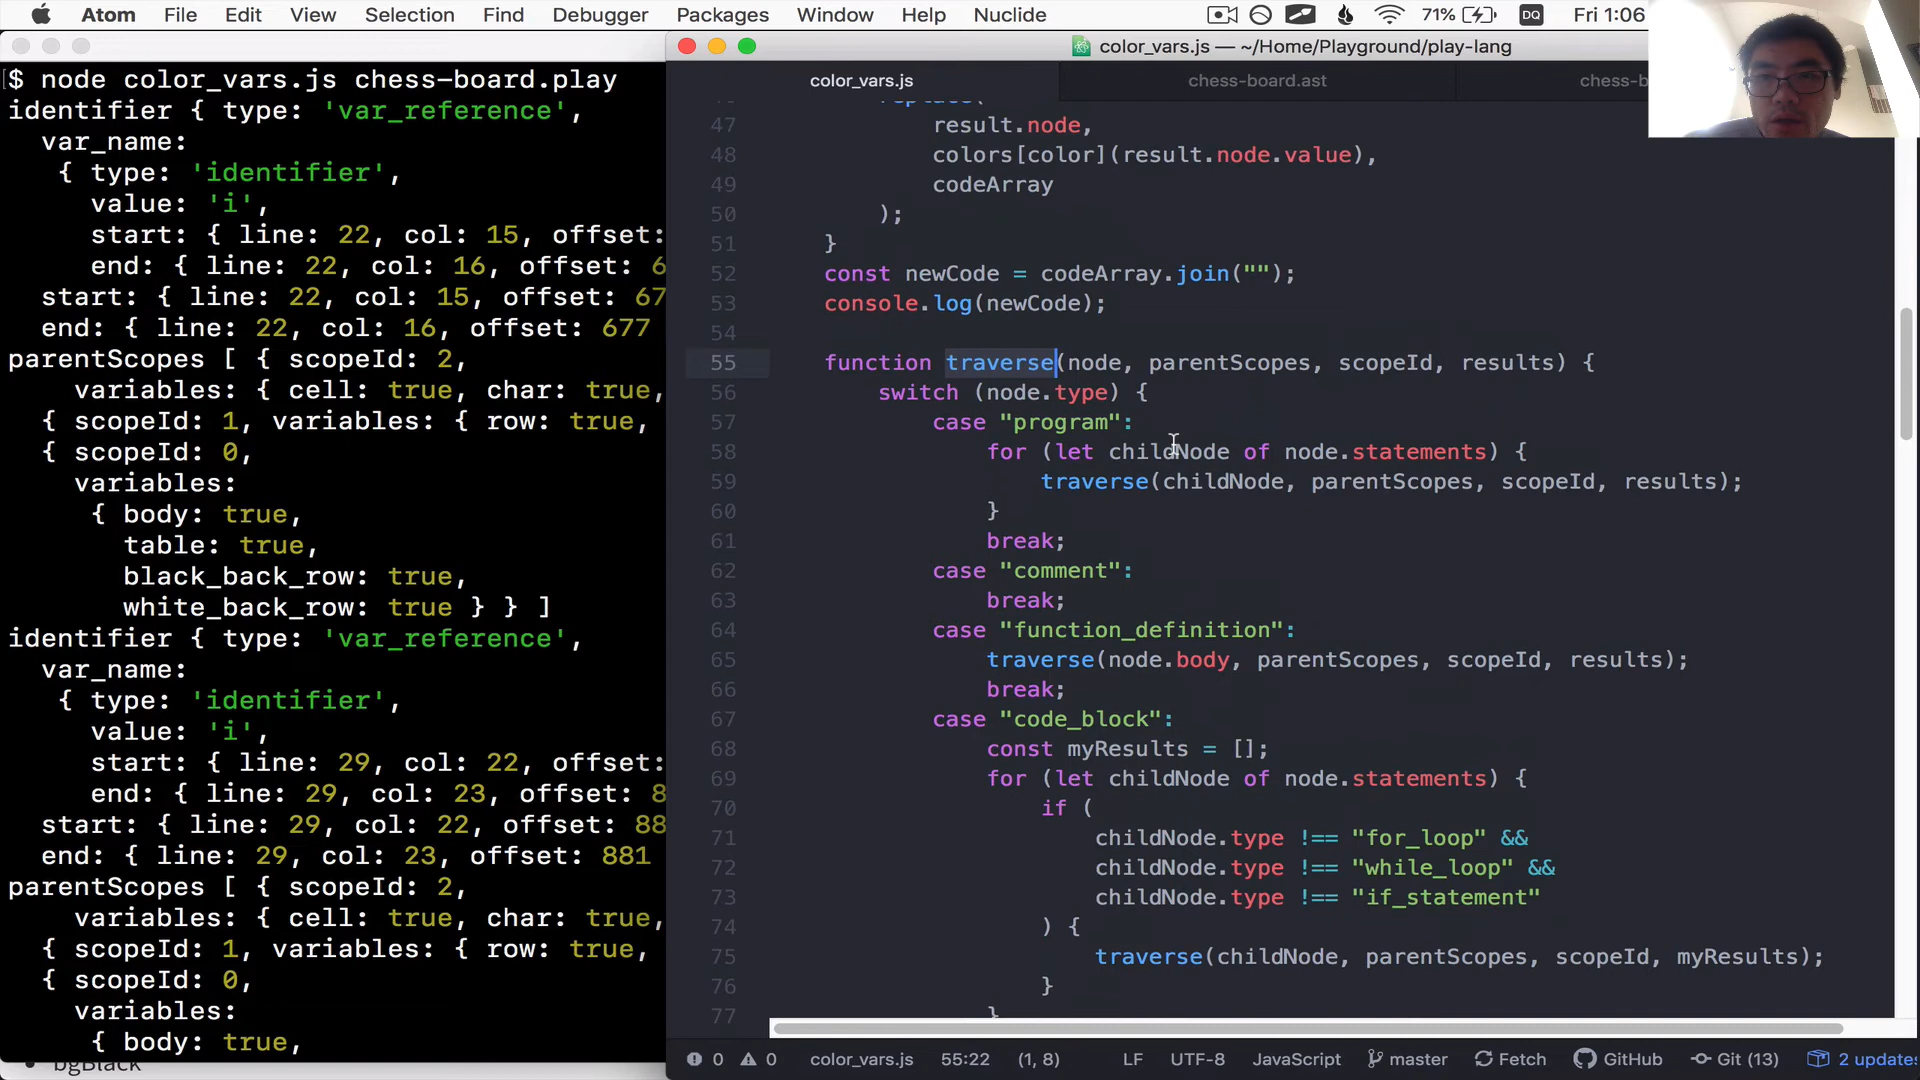 Atom File Edit View Selection Find Debugger Packages Window Help Nuclide 71% DQ Fri 1:06
$ node color_vars.js chess-board.play
identifier { type: 'var_reference',
var_name:
{ type: 'identifier',
value: 'i',
start: { line: 22, col: 15, offset:
end: { line: 22, col: 16, offset: 6
start: { line: 22, col: 15, offset: 67
end: { line: 22, col: 16, offset: 677
parentScopes [ { scopeId: 2,
variables: { cell: true, char: true,
{ scopeId: 1, variables: { row: true,
{ scopeId: 0,
variables:
{ body: true,
table: true,
black_back_row: true,
white_back_row: true } } ]
identifier { type: 'var_reference',
var_name:
{ type: 'identifier',
value: 'i',
start: { line: 29, col: 22, offset:
end: { line: 29, col: 23, offset: 8
start: { line: 29, col: 22, offset: 88
end: { line: 29, col: 23, offset: 881
parentScopes [ { scopeId: 2,
variables: { cell: true, char: true,
{ scopeId: 1, variables: { row: true,
{ scopeId: 0,
variables:
{ body: true,
bgBlack
color_vars.js — ~/Home/Playground/play-lang
color_vars.js chess-board.ast chess-b
replace(
47 result.node,
48 colors[color](result.node.value),
49 codeArray
50 );
51 }
52 const newCode = codeArray.join("");
53 console.log(newCode);
54
55 function traverse(node, parentScopes, scopeId, results) {
56 switch (node.type) {
57 case "program":
58 for (let childNode of node.statements) {
59 traverse(childNode, parentScopes, scopeId, results);
60 }
61 break;
62 case "comment":
63 break;
64 case "function_definition":
65 traverse(node.body, parentScopes, scopeId, results);
66 break;
67 case "code_block":
68 const myResults = [];
69 for (let childNode of node.statements) {
70 if (
71 childNode.type !== "for_loop" &&
72 childNode.type !== "while_loop" &&
73 childNode.type !== "if_statement"
74 ) {
75 traverse(childNode, parentScopes, scopeId, myResults);
76 }
77 }
0 0 color_vars.js 55:22 (1, 8) LF UTF-8 JavaScript master Fetch GitHub Git (13) 2 updates